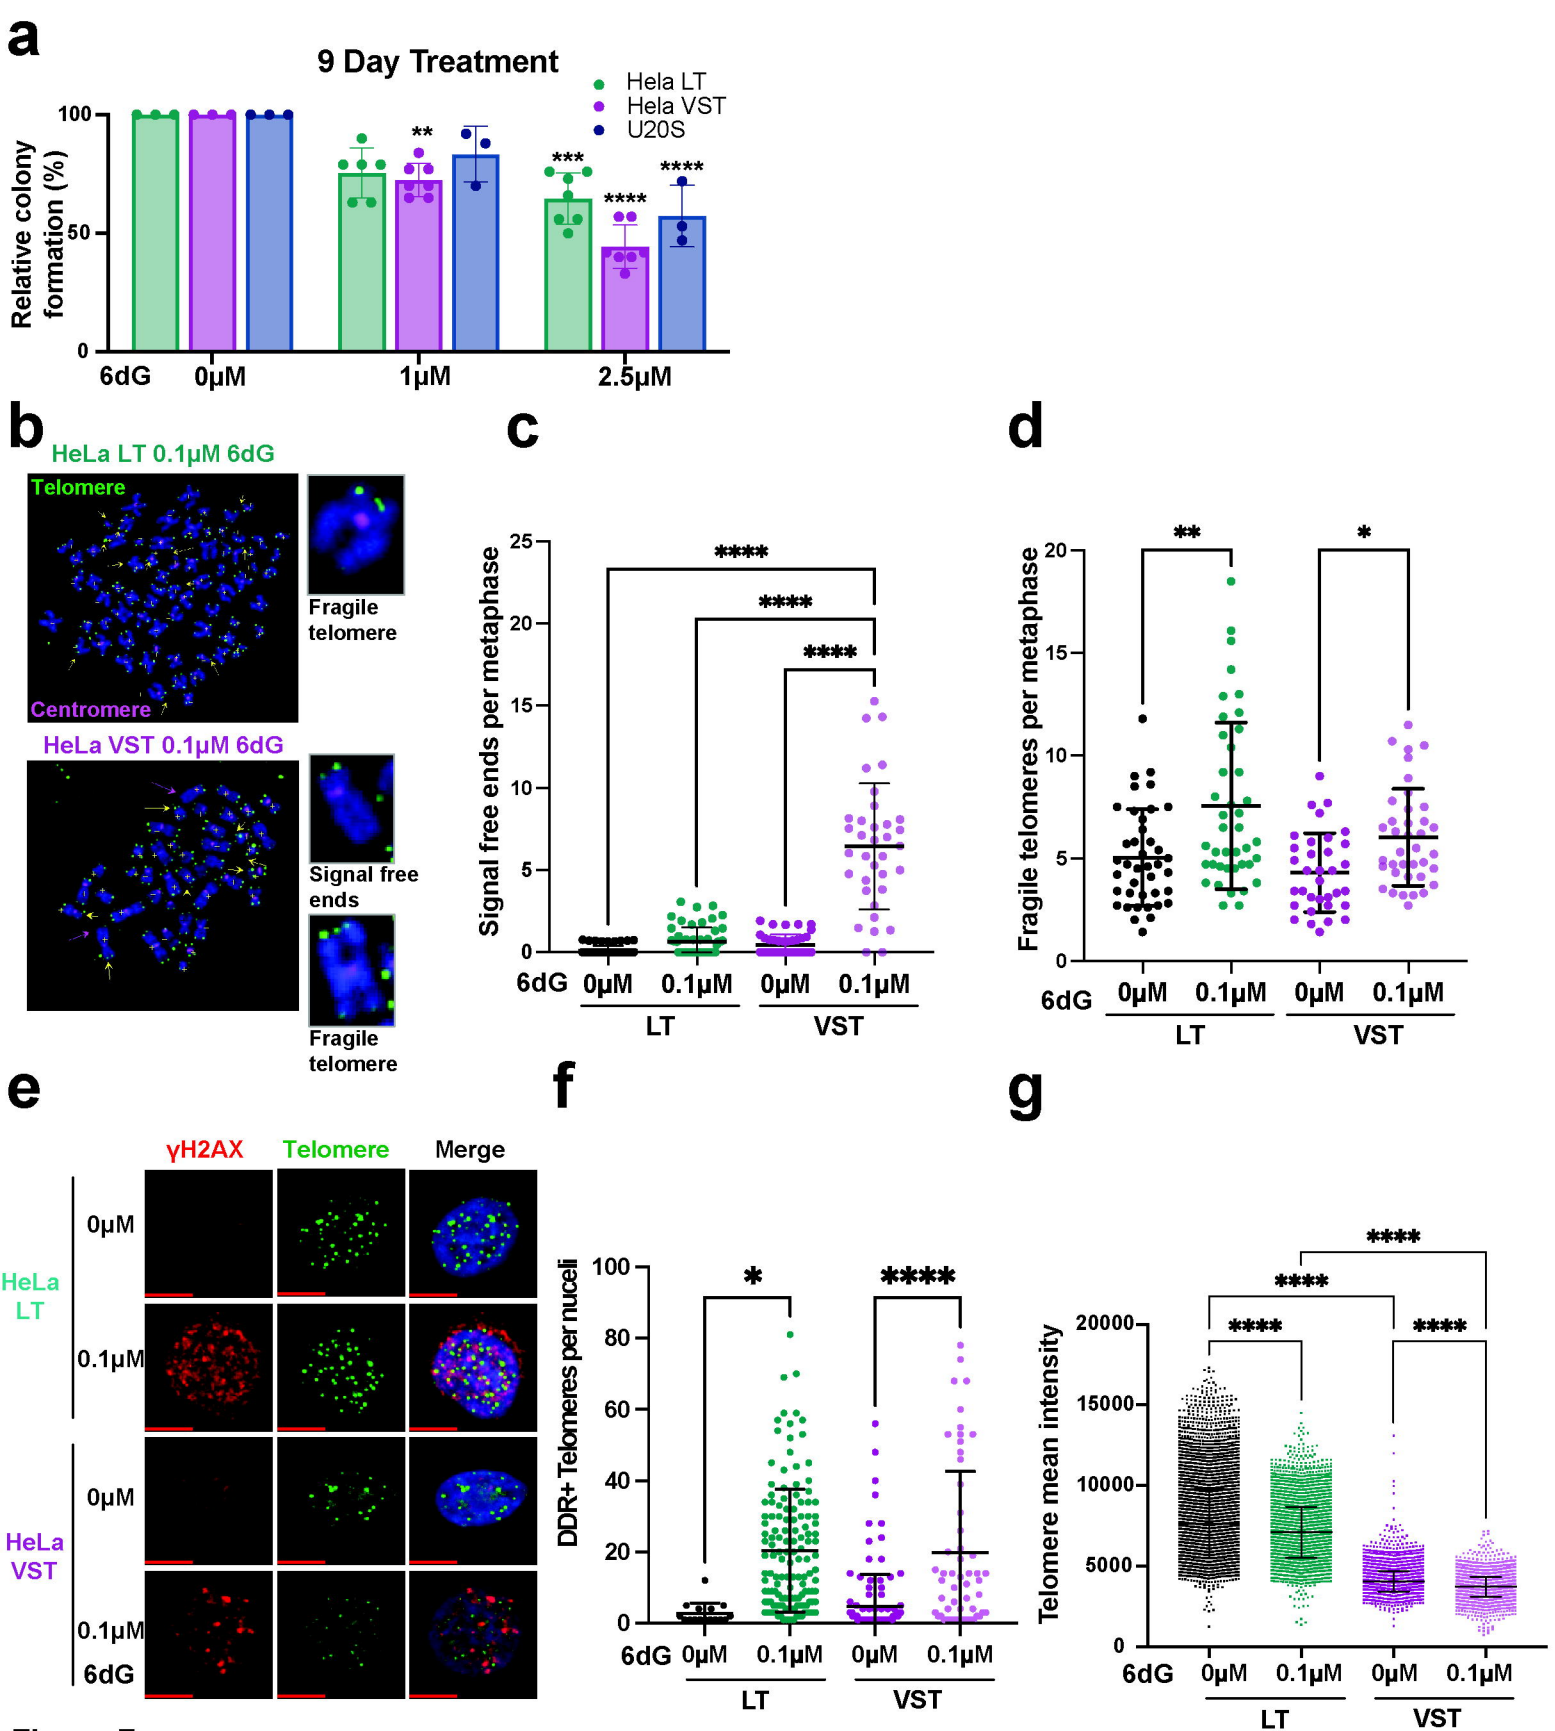 a
9 Day Treatment
Hela LT
Hela VST
U20S
Relative colony
formation (%)
100
50
0
**
***
****
****
6dG 0µM 1µM 2.5µM
b
HeLa LT 0.1µM 6dG
Telomere
Centromere
Fragile
telomere
HeLa VST 0.1µM 6dG
Signal free
ends
Fragile
telomere
c
Signal free ends per metaphase
25
20
15
10
5
0
****
****
****
6dG 0µM 0.1µM 0µM 0.1µM
LT VST
d
Fragile telomeres per metaphase
20
15
10
5
0
** *
6dG 0µM 0.1µM 0µM 0.1µM
LT VST
e
γH2AX Telomere Merge
HeLa
LT
0µM
0.1µM
HeLa
VST
0µM
0.1µM
6dG
f
DDR+ Telomeres per nuclei
100
80
60
40
20
0
* ****
6dG 0µM 0.1µM 0µM 0.1µM
LT VST
g
Telomere mean intensity
20000
15000
10000
5000
0
****
****
**** ****
6dG 0µM 0.1µM 0µM 0.1µM
LT VST